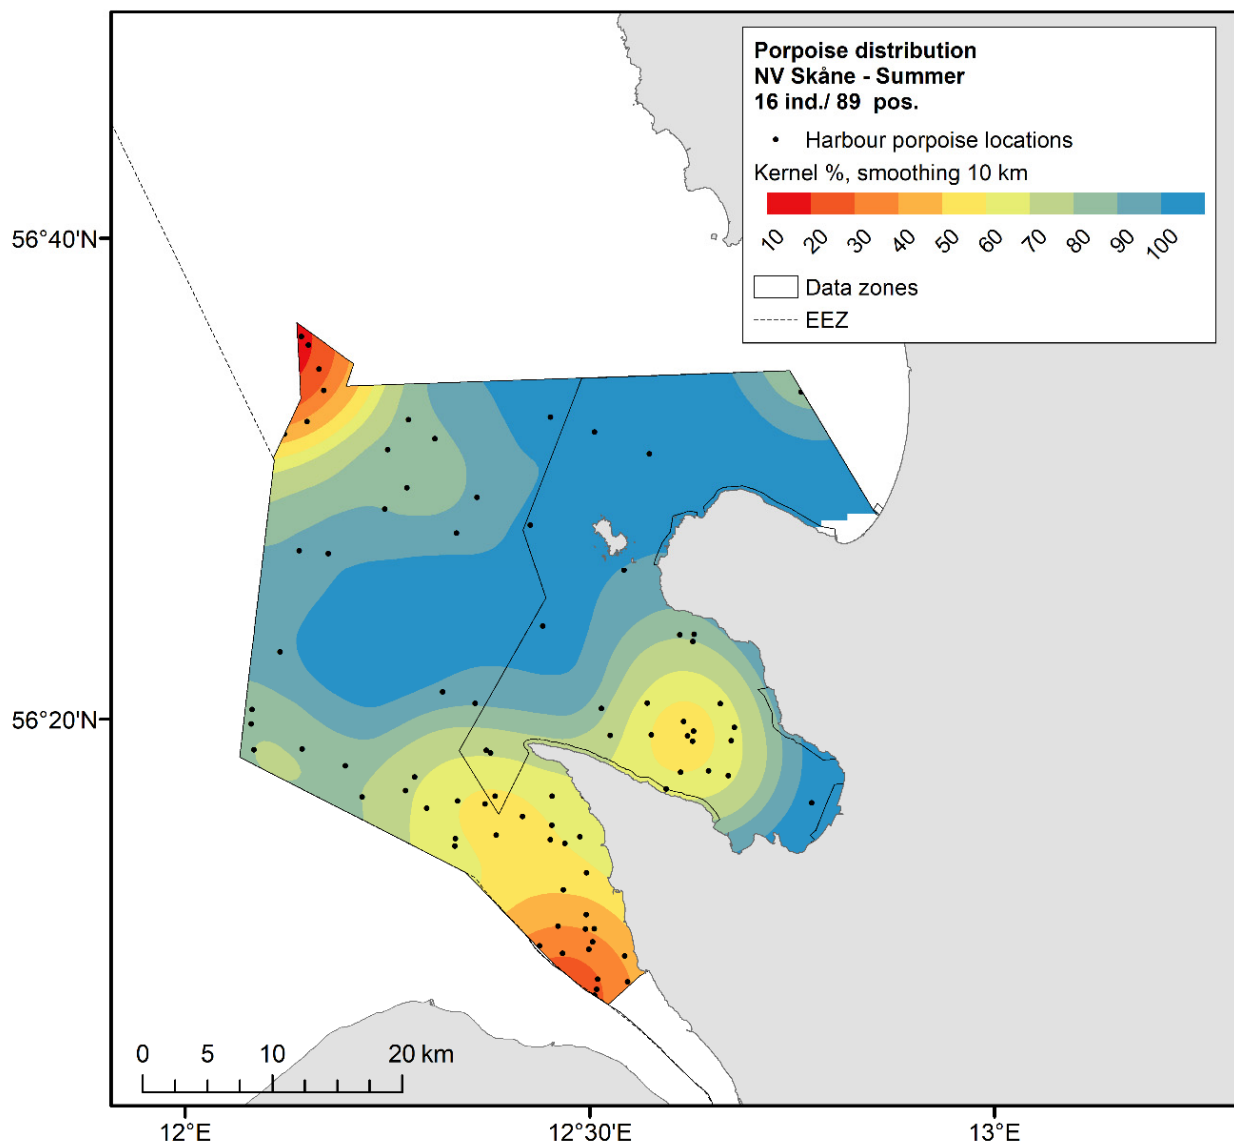 Porpoise distribution
NV Skåne - Summer
16 ind./ 89 pos.
Harbour porpoise locations
Kernel %, smoothing 10 km
10 20 30 40 50 60 70 80 90 100
Data zones
EEZ
56°40'N
56°20'N
0 5 10 20 km
12°E 12°30'E 13°E